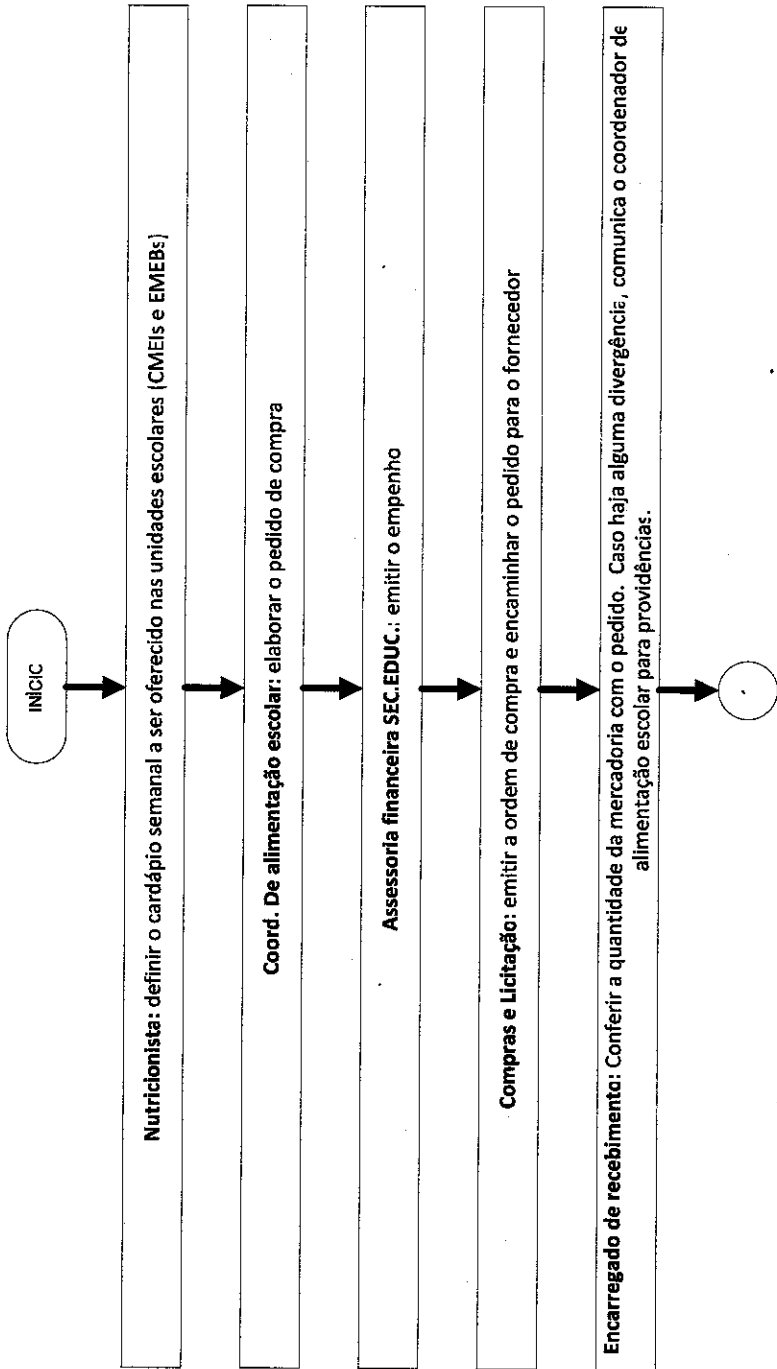 INÍCIC
Nutricionista: definir o cardápio semanal a ser oferecido nas unidades escolares (CMEIs e EMEBs)
Coord. De alimentação escolar: elaborar o pedido de compra
Assessoria financeira SEC.EDUC.: emitir o empenho
Compras e Licitação: emitir a ordem de compra e encaminhar o pedido para o fornecedor
Encarregado de recebimento: Conferir a quantidade da mercadoria com o pedido. Caso haja alguma divergência, comunica o coordenador de
alimentação escolar para providências.